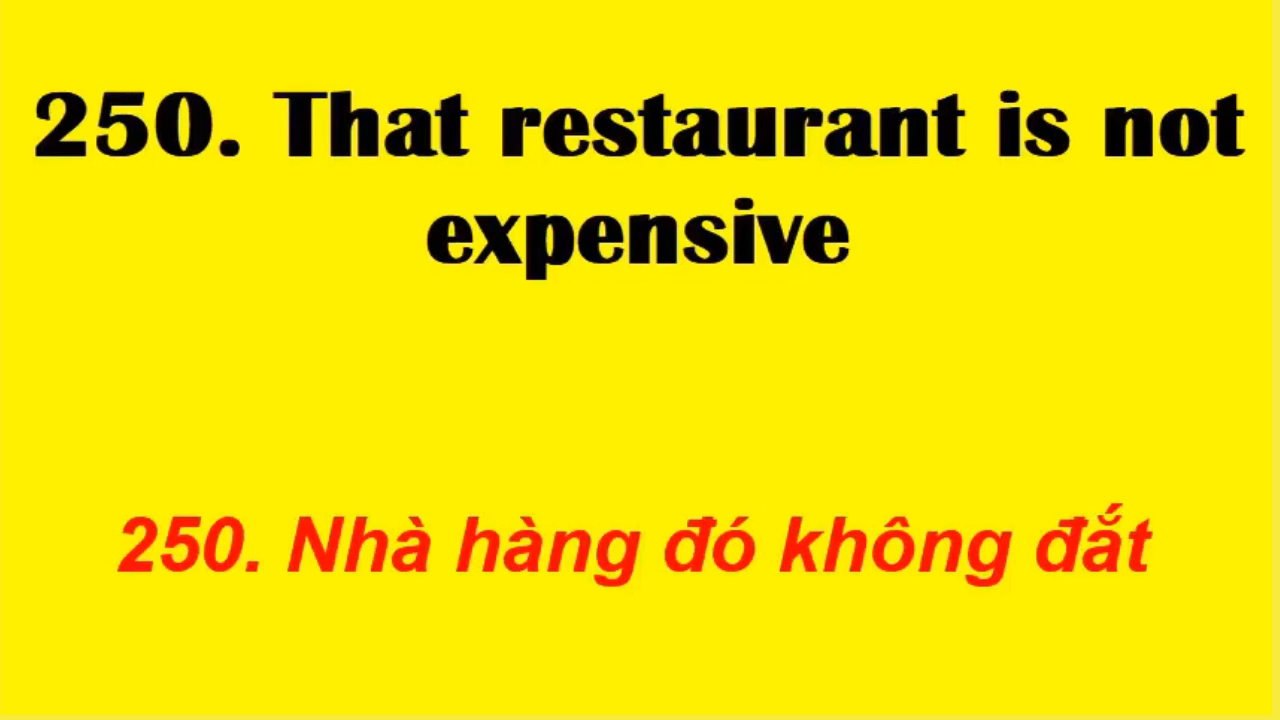 250. That restaurant is not
expensive
250. Nhà hàng đó không đắt